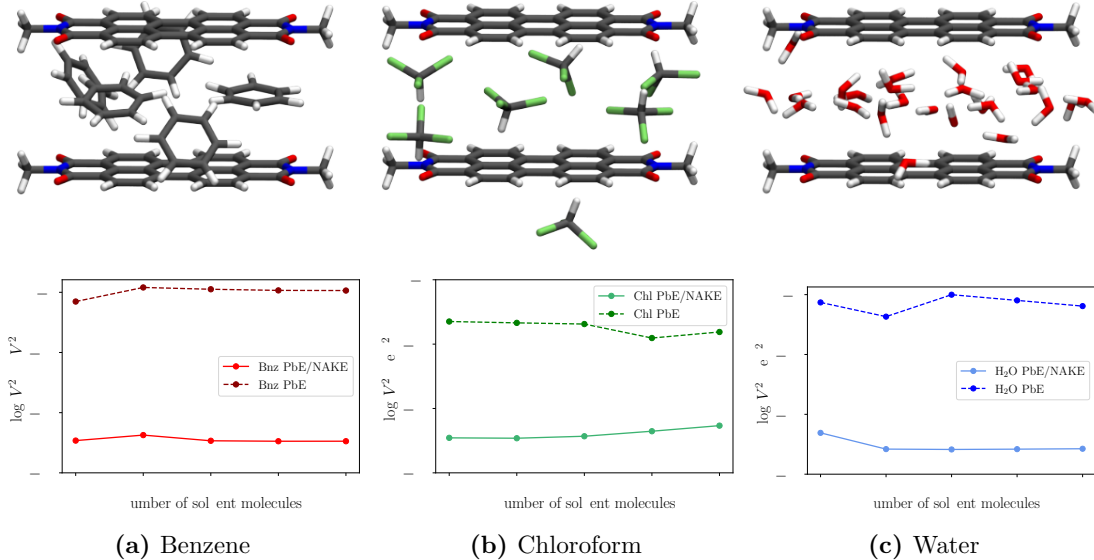 log V² V²
Bnz PbE/NAKE
Bnz PbE
umber of sol ent molecules
(a) Benzene
log V² e²
Chl PbE/NAKE
Chl PbE
umber of sol ent molecules
(b) Chloroform
log V² e²
H₂O PbE/NAKE
H₂O PbE
umber of sol ent molecules
(c) Water